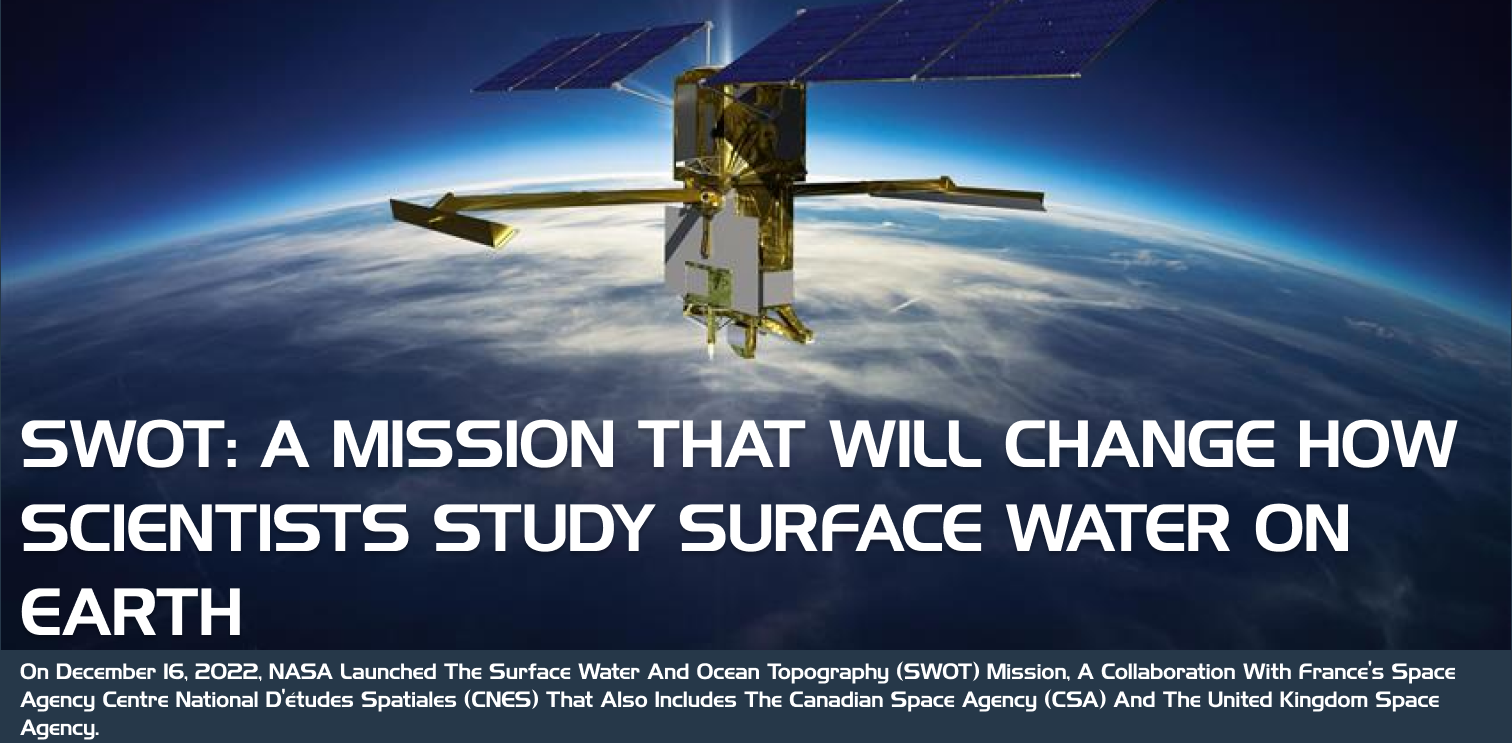 SWOT: A MISSION THAT WILL CHANGE HOW
SCIENTISTS STUDY SURFACE WATER ON
EARTH
On December 16, 2022, NASA Launched The Surface Water And Ocean Topography (SWOT) Mission, A Collaboration With France's Space
Agency Centre National D'études Spatiales (CNES) That Also Includes The Canadian Space Agency (CSA) And The United Kingdom Space
Agency.